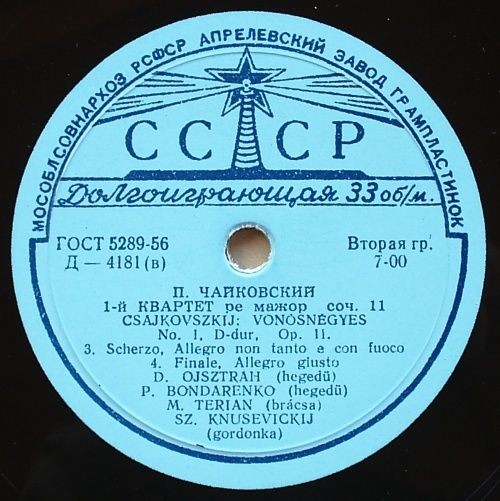 МОСОБЛСОВНАРХОЗ РСФСР АПРЕЛЕВСКИЙ ЗАВОД ГРАМПЛАСТИНОК
СССР
Долгоиграющая 33 об/м.
ГОСТ 5289-56
Д — 4181 (в)
Вторая гр.
7-00
П. ЧАЙКОВСКИЙ
1-й КВАРТЕТ ре мажор соч. 11
CSAJKOVSZKIJ: VONÓSNÉGYES
No. 1, D-dur, Op. 11.
3. Scherzo, Allegro non tanto e con fuoco
4. Finale, Allegro giusto
D. OJSZTRAH (hegedü)
P. BONDARENKO (hegedü)
M. TERIAN (brácsa)
SZ. KNUSEVICKIJ
(gordonka)